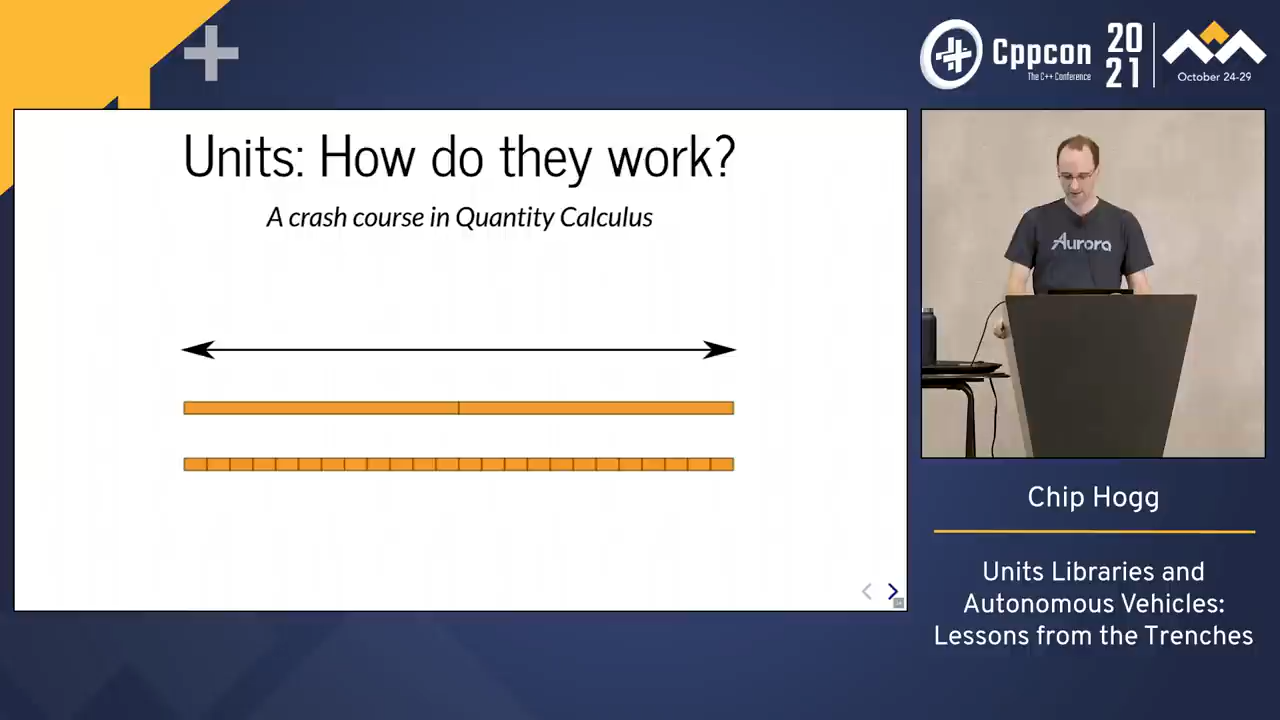 Cppcon
The C++ Conference
20
21
October 24-29
Units: How do they work?
A crash course in Quantity Calculus
Aurora
Chip Hogg
Units Libraries and
Autonomous Vehicles:
Lessons from the Trenches